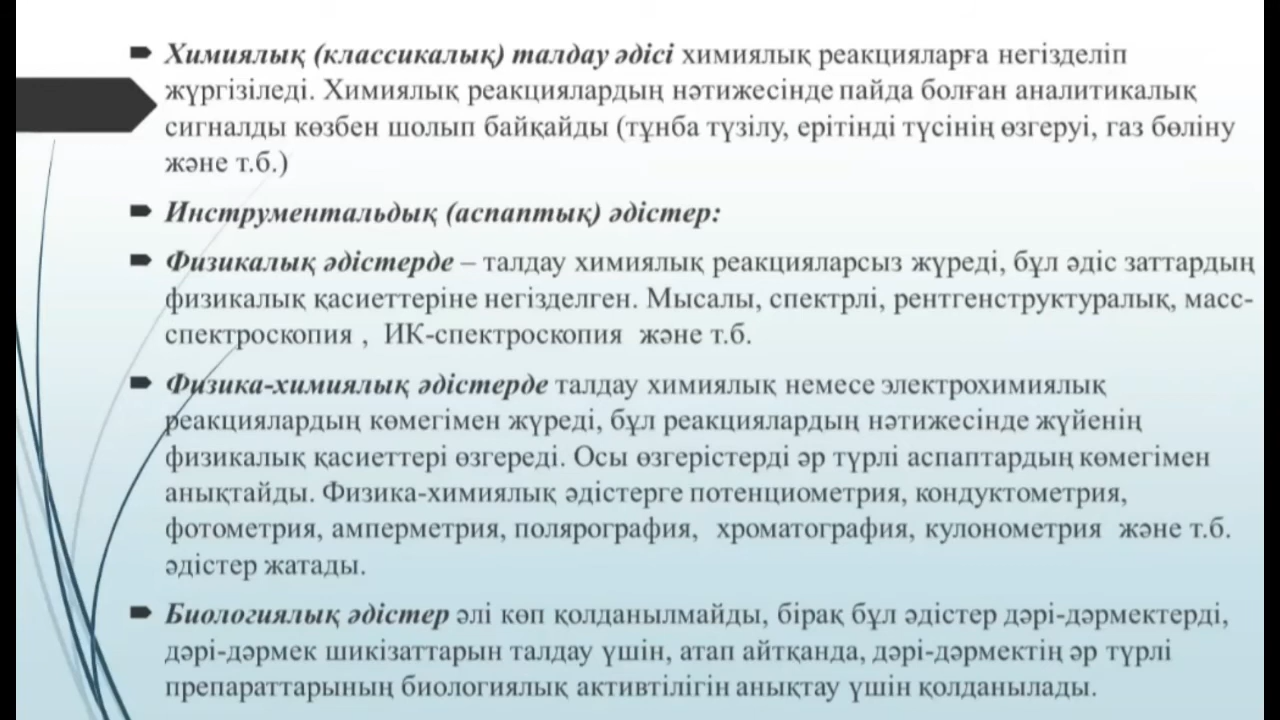 Химиялық (классикалық) талдау әдісі химиялық реакцияларға негізделіп
жүргізіледі. Химиялық реакциялардың нәтижесінде пайда болған аналитикалық
сигналды көзбен шолып байқайды (тұнба түзілу, ерітінді түсінің өзгеруі, газ бөліну
және т.б.)
Инструментальдық (аспаптық) әдістер:
Физикалық әдістерде – талдау химиялық реакцияларсыз жүреді, бұл әдіс заттардың
физикалық қасиеттеріне негізделген. Мысалы, спектрлі, рентгенструктуралық, масс-
спектроскопия , ИК-спектроскопия және т.б.
Физика-химиялық әдістерде талдау химиялық немесе электрохимиялық
реакциялардың көмегімен жүреді, бұл реакциялардың нәтижесінде жүйенің
физикалық қасиеттері өзгереді. Осы өзгерістерді әр түрлі аспаптардың көмегімен
анықтайды. Физика-химиялық әдістерге потенциометрия, кондуктометрия,
фотометрия, амперметрия, полярография, хроматография, кулонометрия және т.б.
әдістер жатады.
Биологиялық әдістер әлі көп қолданылмайды, бірақ бұл әдістер дәрі-дәрмектерді,
дәрі-дәрмек шикізаттарын талдау үшін, атап айтқанда, дәрі-дәрмектің әр түрлі
препараттарының биологиялық активтілігін анықтау үшін қолданылады.